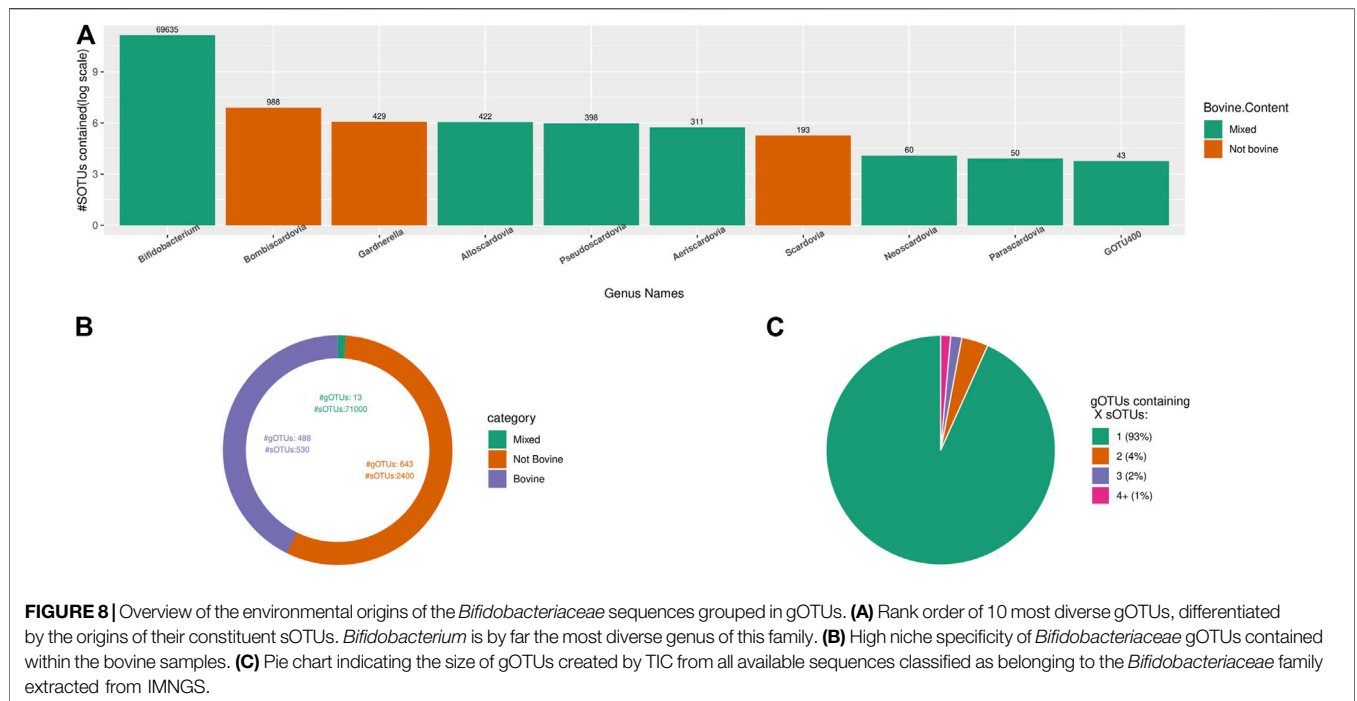 A
#SOTUs contained(log scale)
9
6
3
0
69635
988
429
422
398
311
193
60
50
43
Bifidobacterium
Bombiscardovia
Gardnerella
Alloscardovia
Pseudoscardovia
Aeriscardovia
Scardovia
Neoscardovia
Parascardovia
GOTU400
Genus Names
Bovine.Content
Mixed
Not bovine
B
#gOTUs: 13
#sOTUs:71000
#gOTUs: 488
#sOTUs:530
#gOTUs: 643
#sOTUs:2400
category
Mixed
Not Bovine
Bovine
C
gOTUs containing
X sOTUs:
1 (93%)
2 (4%)
3 (2%)
4+ (1%)
FIGURE 8 | Overview of the environmental origins of the Bifidobacteriaceae sequences grouped in gOTUs. (A) Rank order of 10 most diverse gOTUs, differentiated
by the origins of their constituent sOTUs. Bifidobacterium is by far the most diverse genus of this family. (B) High niche specificity of Bifidobacteriaceae gOTUs contained
within the bovine samples. (C) Pie chart indicating the size of gOTUs created by TIC from all available sequences classified as belonging to the Bifidobacteriaceae family
extracted from IMNGS.